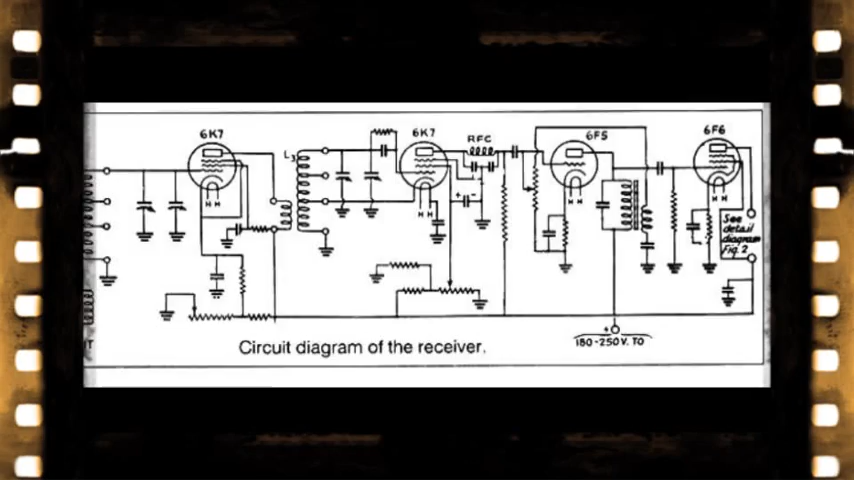 6K7
6K7
RFC
6F5
6F6
L3
H H
H H
H H
H H
+ -
See
detail
diagram
Fig. 2
+
180-250V. TO
Circuit diagram of the receiver.